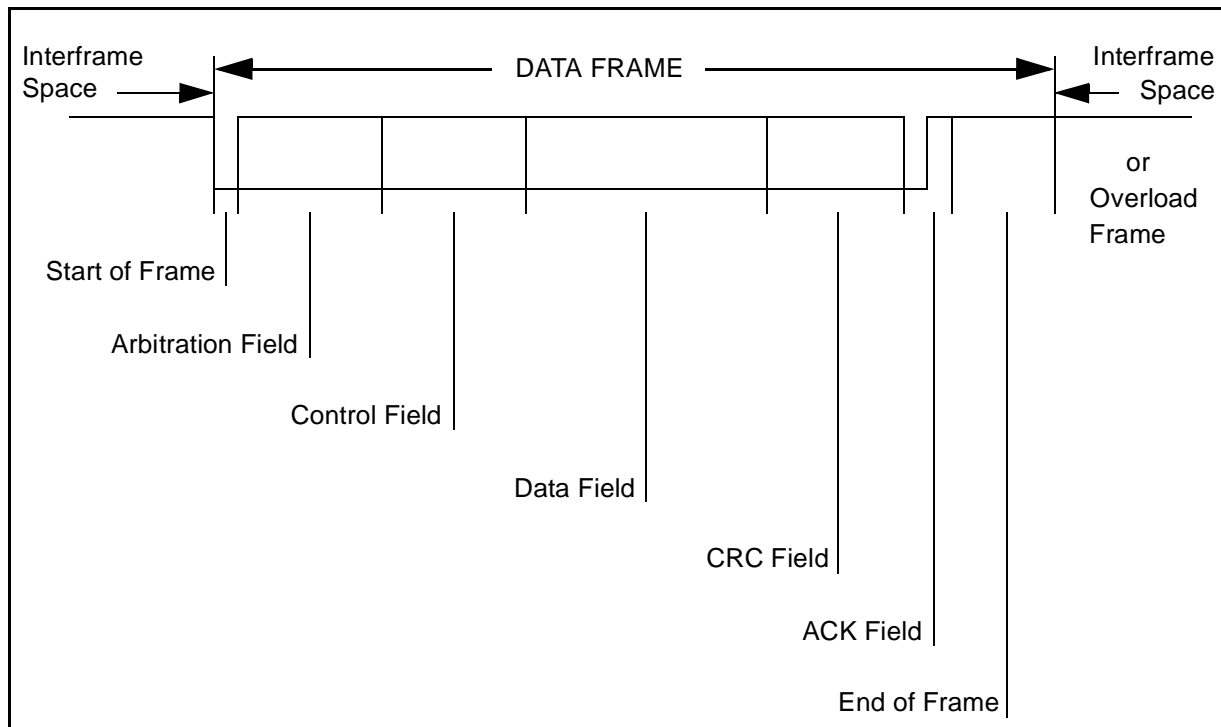 Interframe
Space
DATA FRAME
Interframe
Space
or
Overload
Frame
Start of Frame
Arbitration Field
Control Field
Data Field
CRC Field
ACK Field
End of Frame